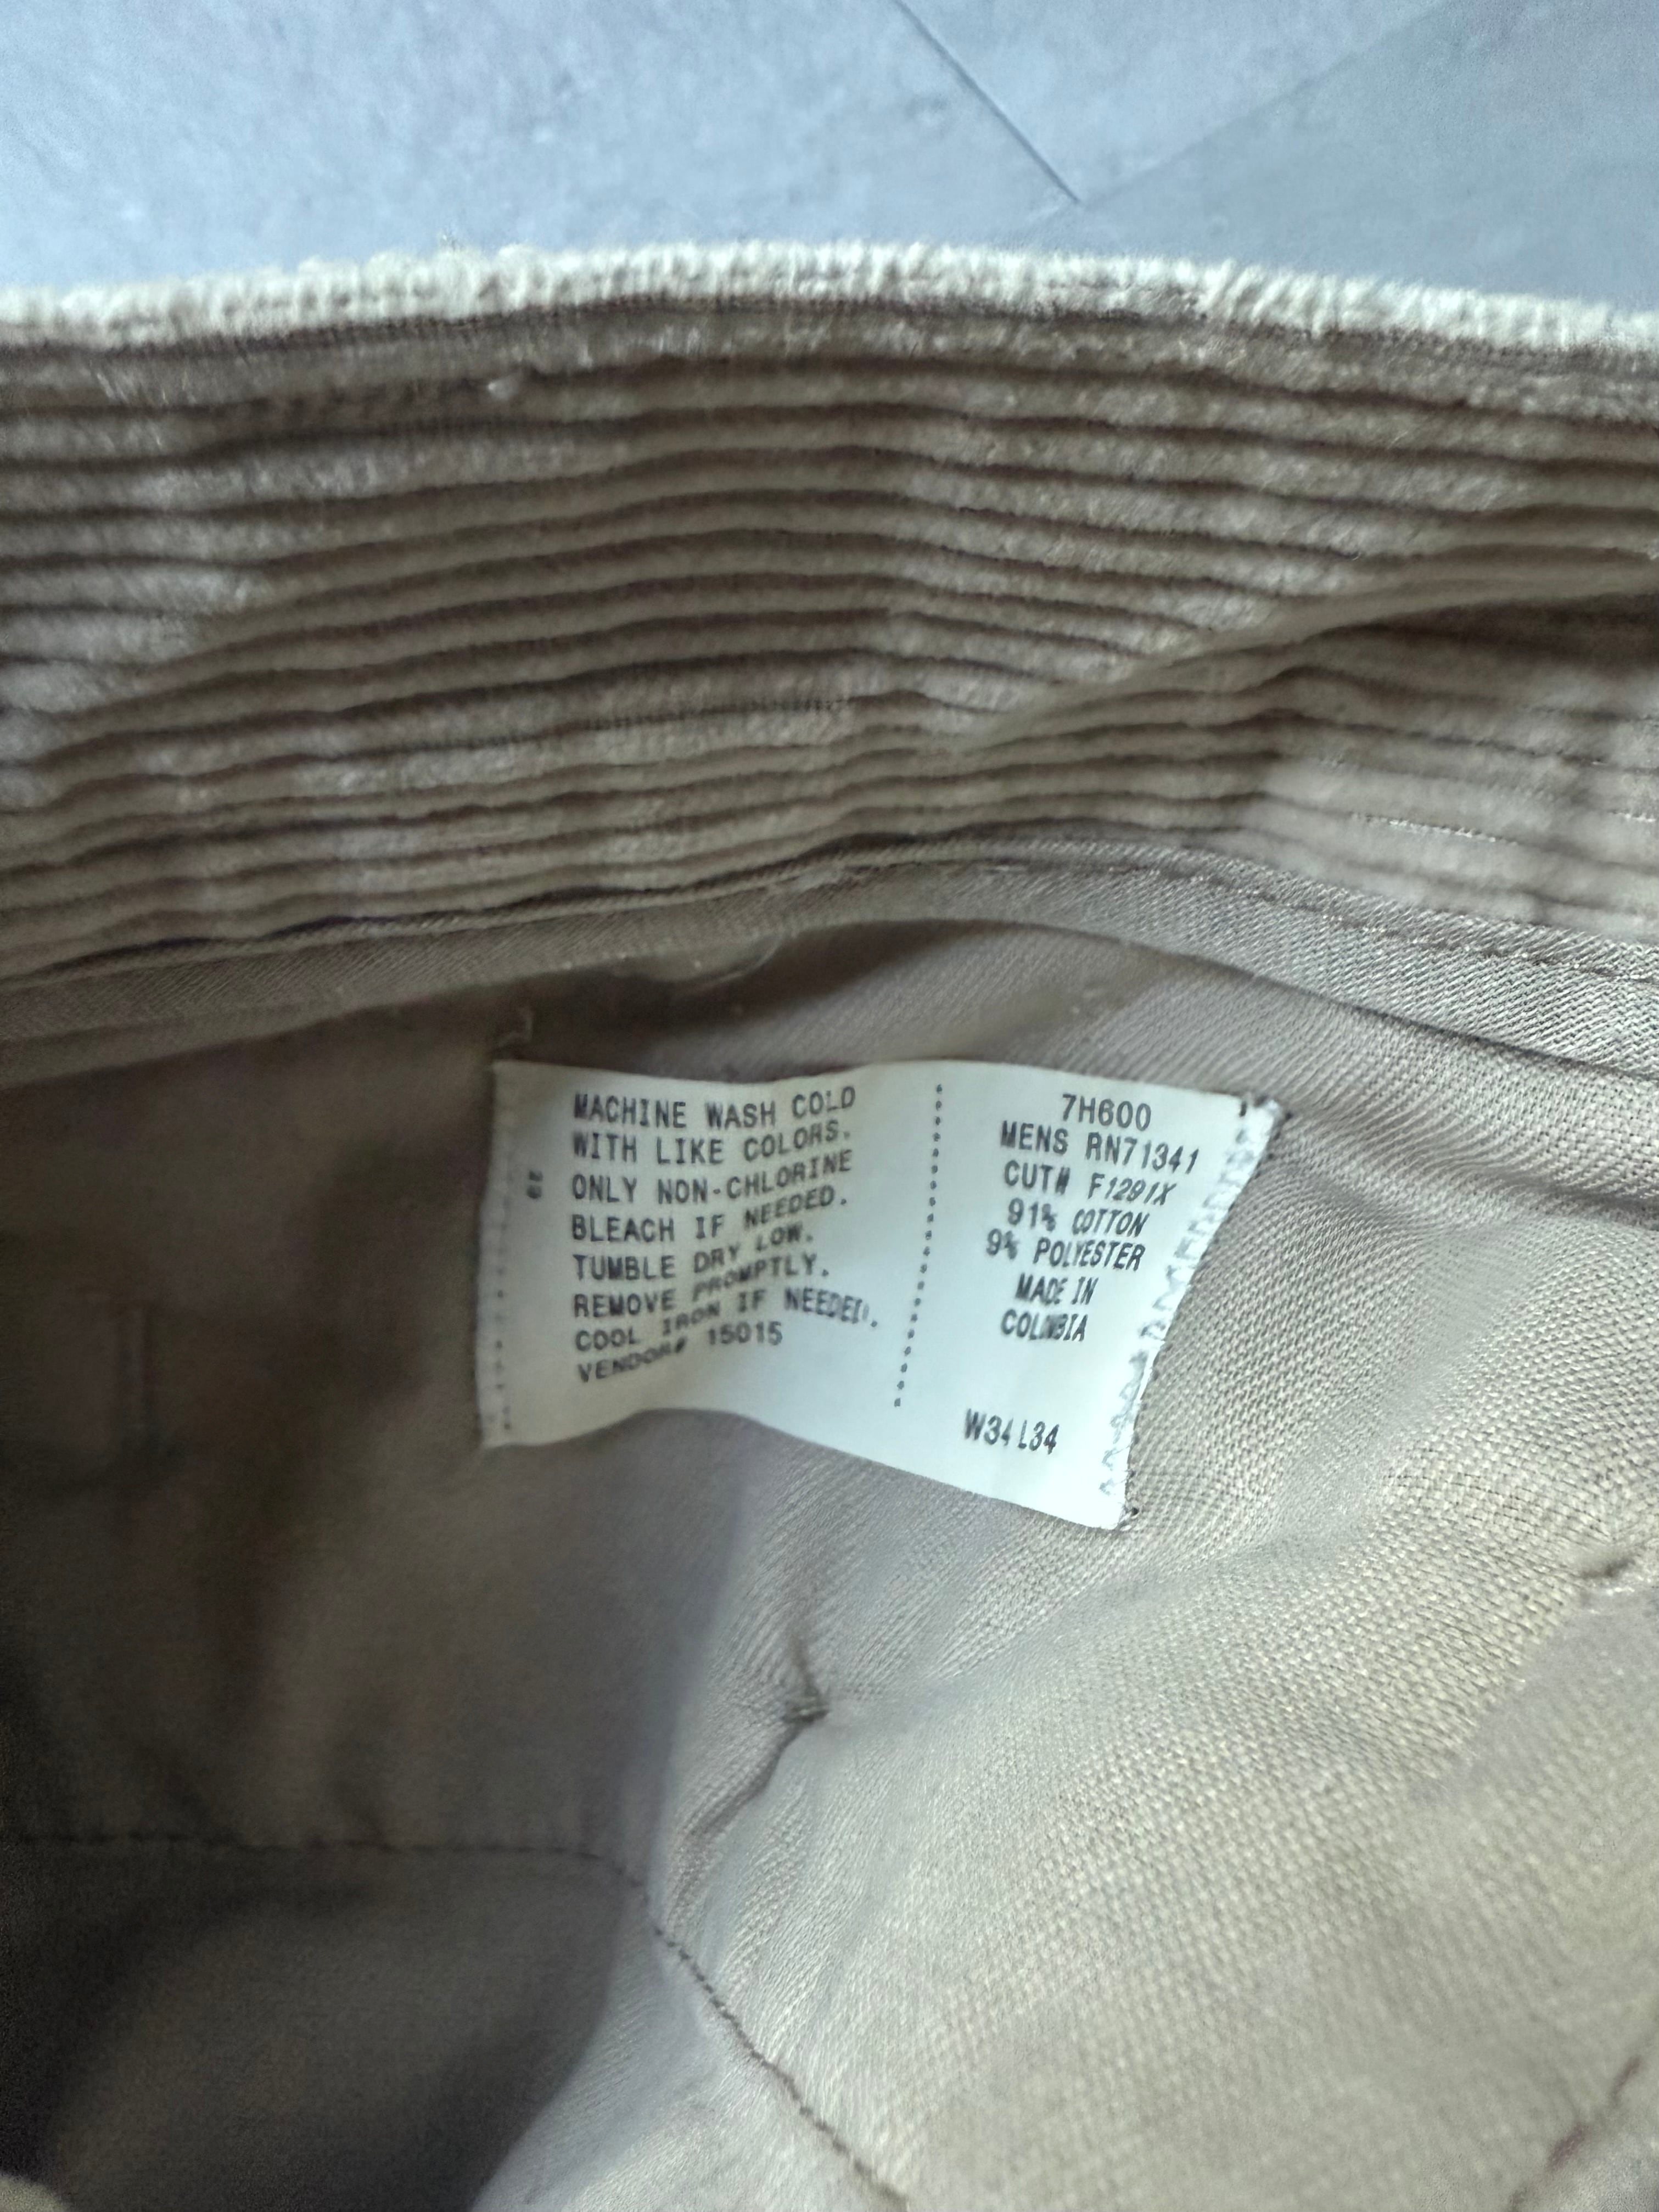 MACHINE WASH COLD
WITH LIKE COLORS.
ONLY NON-CHLORINE
BLEACH IF NEEDED.
TUMBLE DRY LOW.
REMOVE PROMPTLY.
COOL IRON IF NEEDED.
VENDOR# 15015
7H600
MENS RN71341
CUT# F1291X
91% COTTON
9% POLYESTER
MADE IN
COLOMBIA
W34 L34